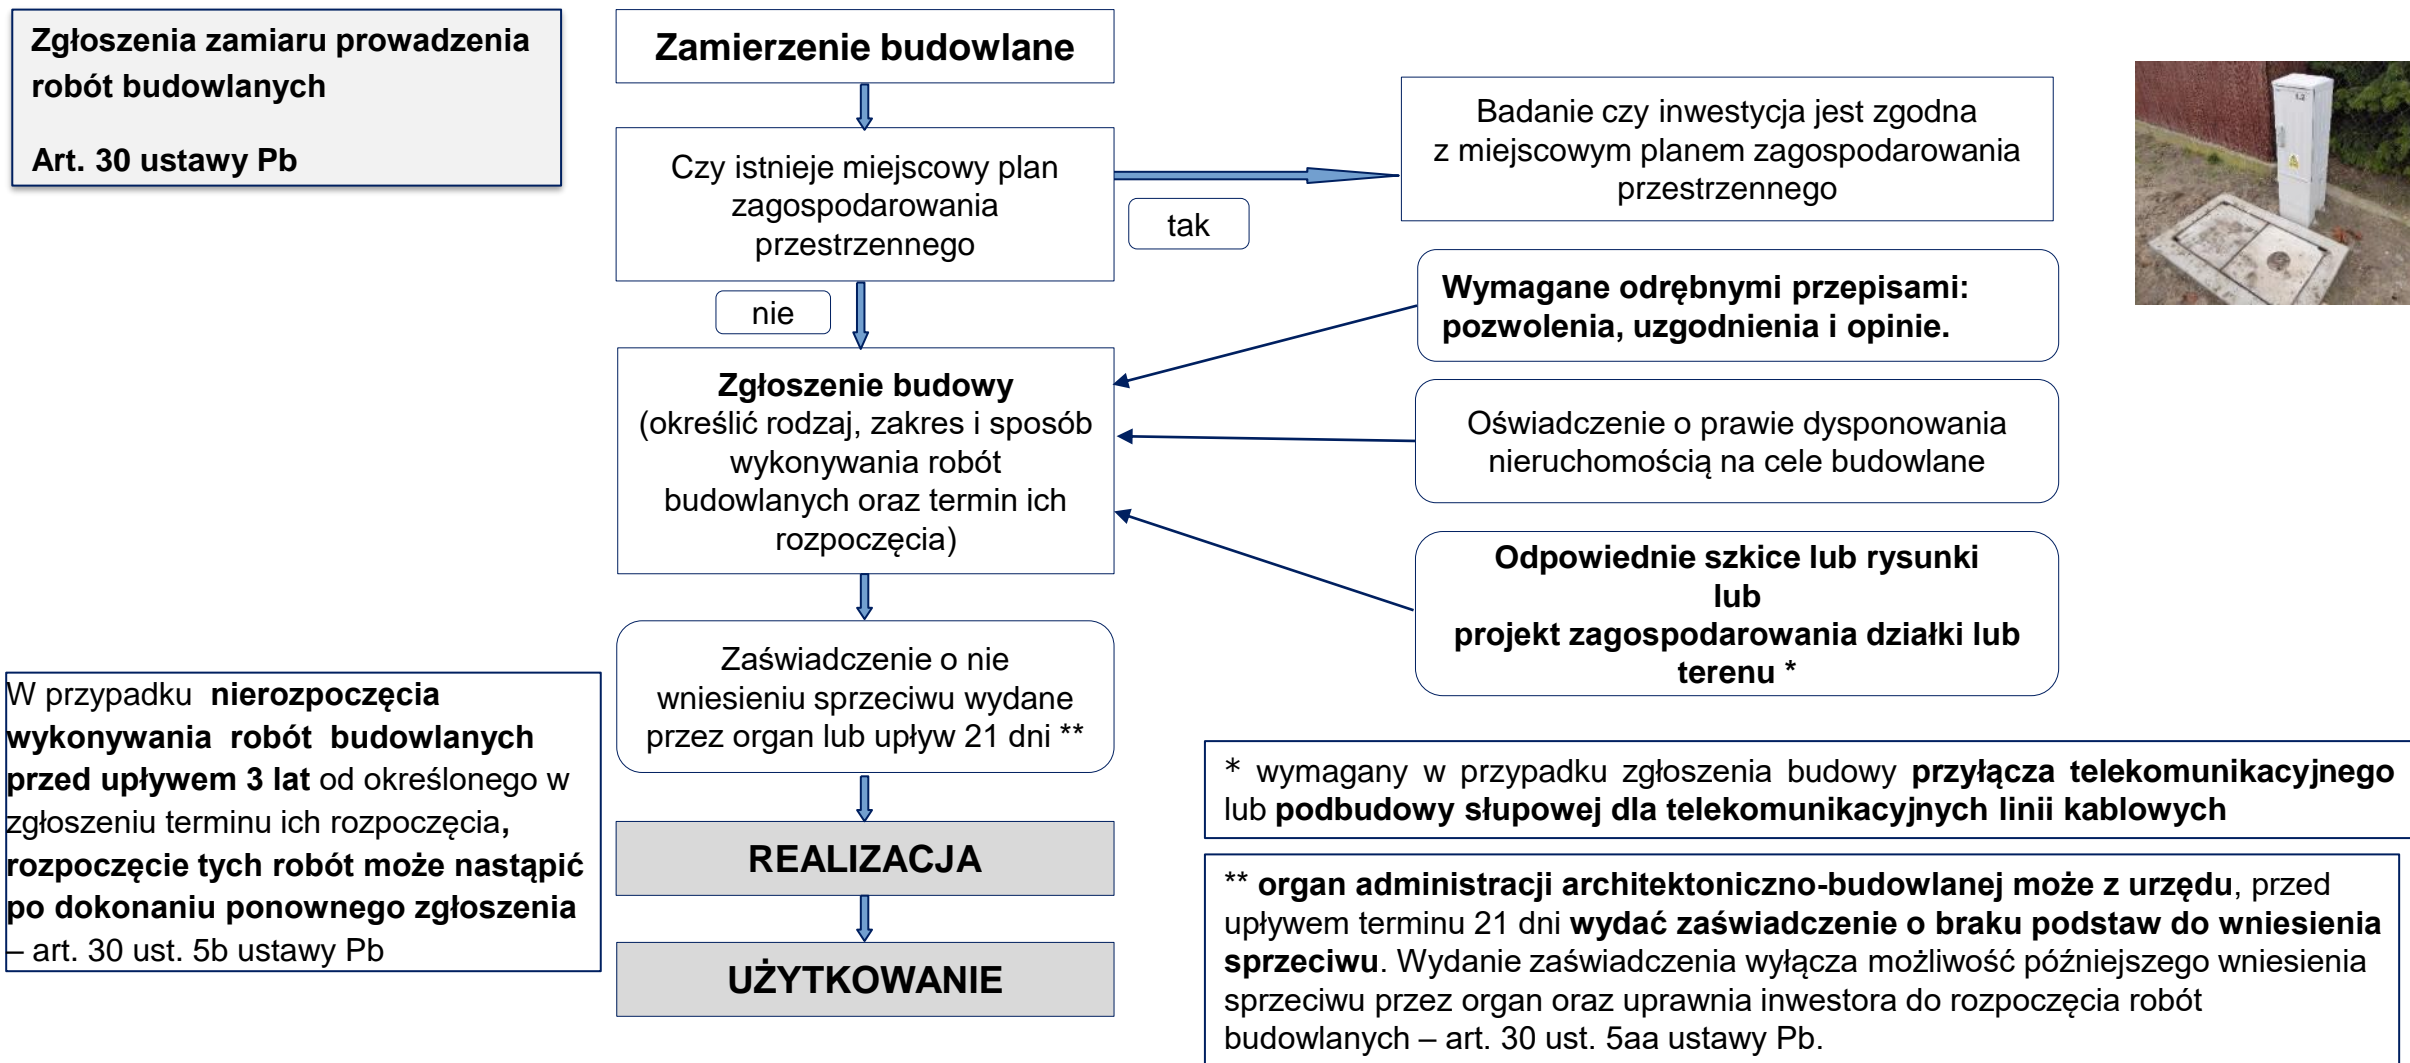 Zgłoszenia zamiaru prowadzenia
robót budowlanych
Art. 30 ustawy Pb
Zamierzenie budowlane
Czy istnieje miejscowy plan
zagospodarowania
przestrzennego
tak
Badanie czy inwestycja jest zgodna
z miejscowym planem zagospodarowania
przestrzennego
nie
Wymagane odrębnymi przepisami:
pozwolenia, uzgodnienia i opinie.
Zgłoszenie budowy
(określić rodzaj, zakres i sposób
wykonywania robót
budowlanych oraz termin ich
rozpoczęcia)
Oświadczenie o prawie dysponowania
nieruchomością na cele budowlane
Odpowiednie szkice lub rysunki
lub
projekt zagospodarowania działki lub
terenu *
Zaświadczenie o nie
wniesieniu sprzeciwu wydane
przez organ lub upływ 21 dni **
W przypadku nierozpoczęcia
wykonywania robót budowlanych
przed upływem 3 lat od określonego w
zgłoszeniu terminu ich rozpoczęcia,
rozpoczęcie tych robót może nastąpić
po dokonaniu ponownego zgłoszenia
– art. 30 ust. 5b ustawy Pb
REALIZACJA
UŻYTKOWANIE
* wymagany w przypadku zgłoszenia budowy przyłącza telekomunikacyjnego
lub podbudowy słupowej dla telekomunikacyjnych linii kablowych
** organ administracji architektoniczno-budowlanej może z urzędu, przed
upływem terminu 21 dni wydać zaświadczenie o braku podstaw do wniesienia
sprzeciwu. Wydanie zaświadczenia wyłącza możliwość późniejszego wniesienia
sprzeciwu przez organ oraz uprawnia inwestora do rozpoczęcia robót
budowlanych – art. 30 ust. 5aa ustawy Pb.